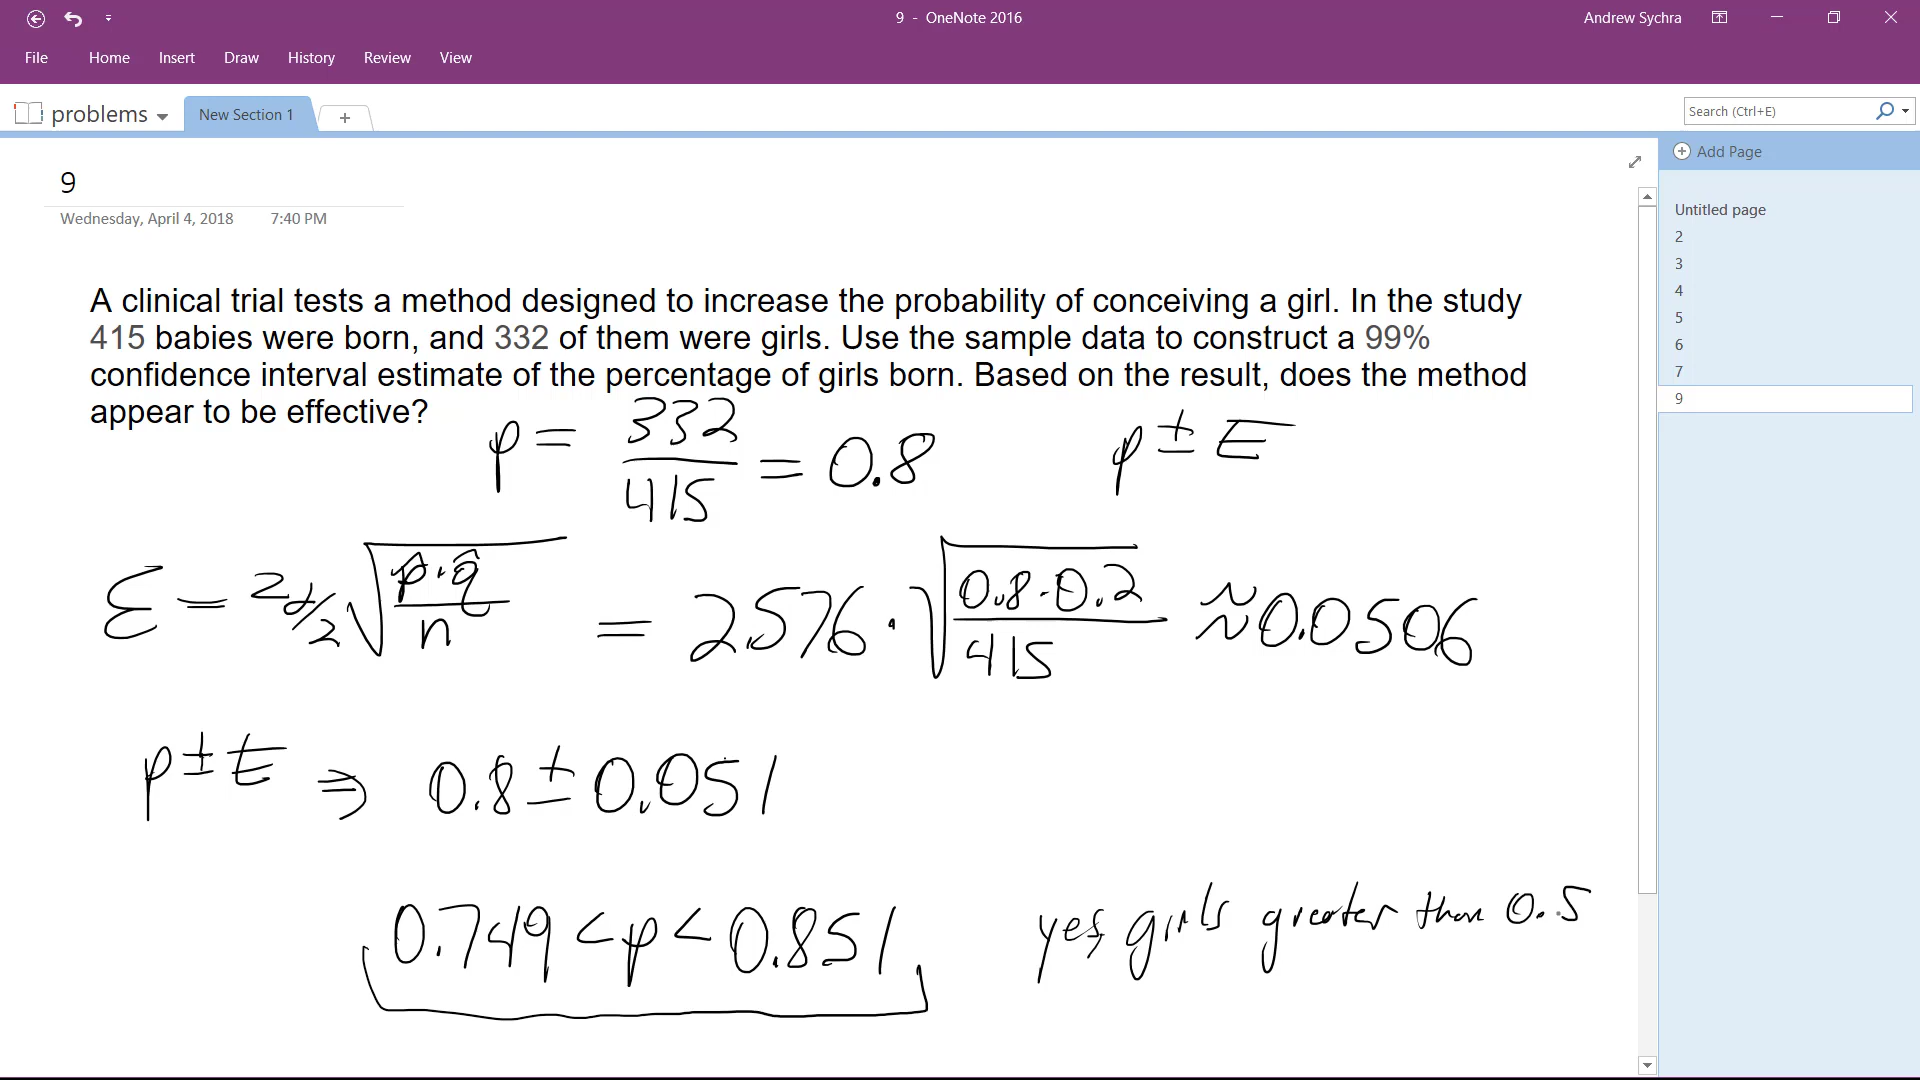 9 - OneNote 2016
Andrew Sychra
File Home Insert Draw History Review View
problems New Section 1 +
Search (Ctrl+E)
Add Page
9
Wednesday, April 4, 2018 7:40 PM
Untitled page
2
3
4
5
6
7
9
A clinical trial tests a method designed to increase the probability of conceiving a girl. In the study
415 babies were born, and 332 of them were girls. Use the sample data to construct a 99%
confidence interval estimate of the percentage of girls born. Based on the result, does the method
appear to be effective?
p = 332/415 = 0.8 p ± E
E = z α/2 √(p̂·q̂/n) = 2.576 · √(0.8·0.2/415) ≈ 0.0506
p ± E ⇒ 0.8 ± 0.051
0.749 < p < 0.851 yes, girls greater than 0.5